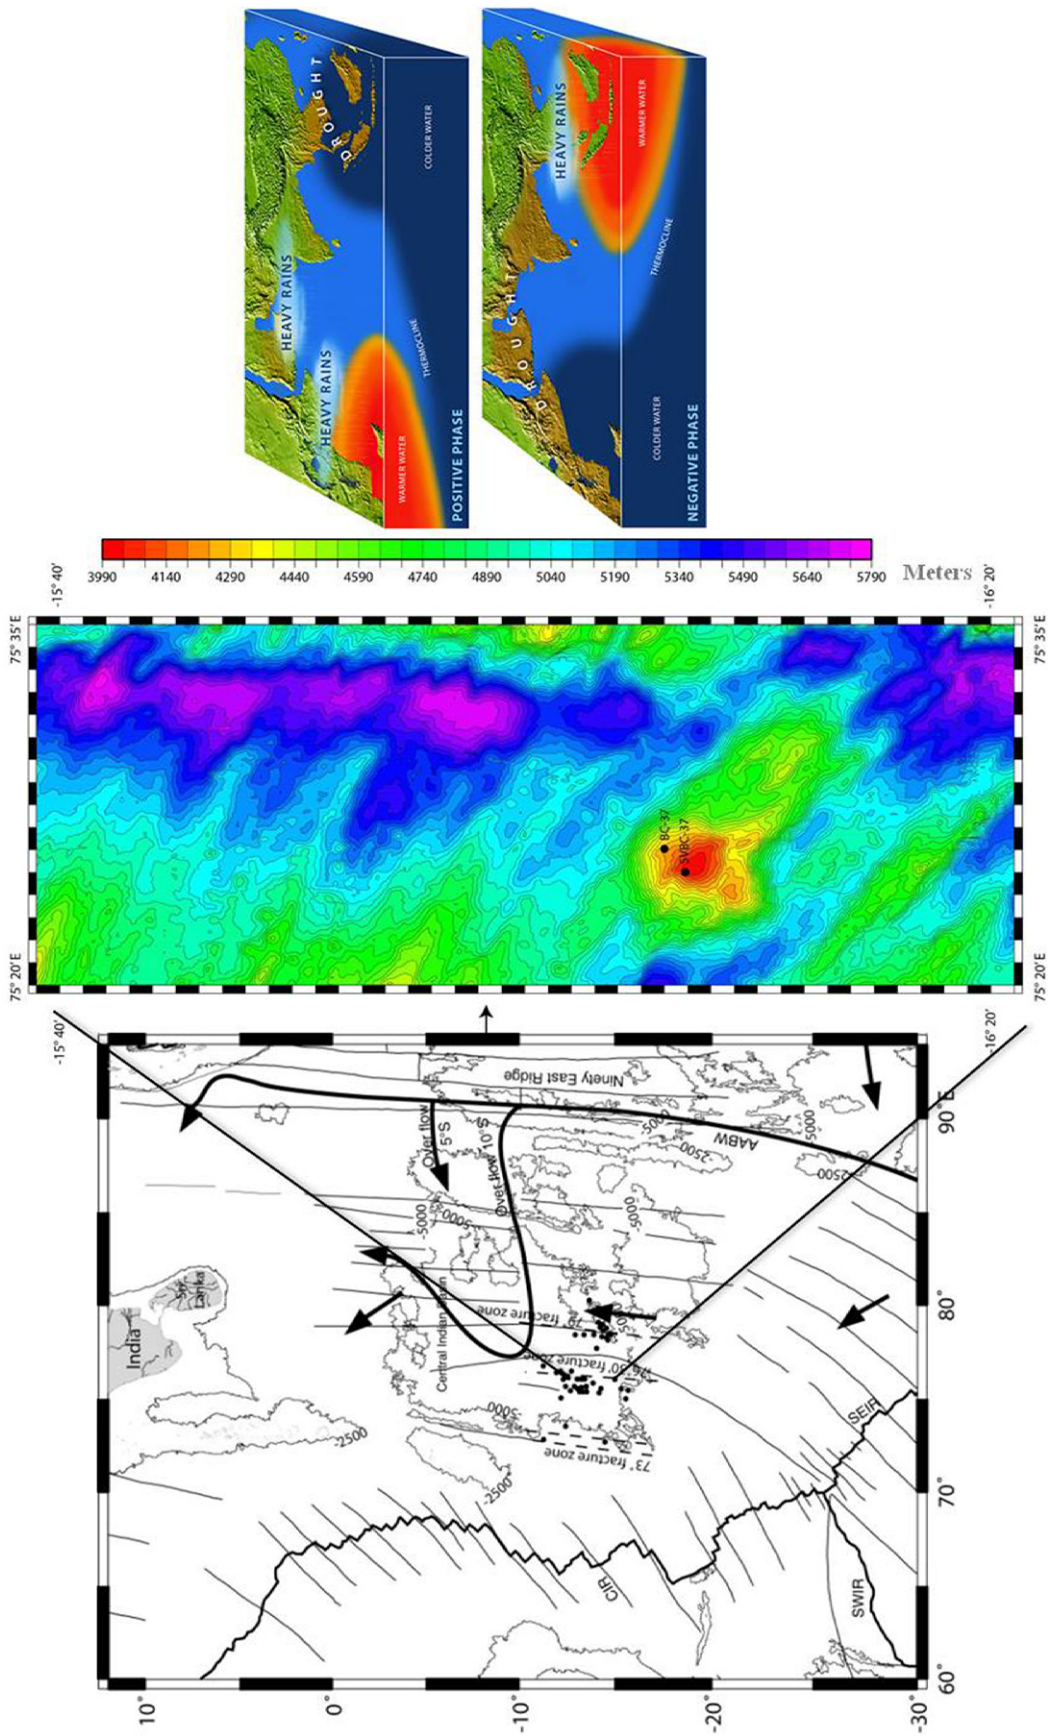 HEAVY RAINS
HEAVY RAINS
DROUGHT
WARMER WATER
THERMOCLINE
COLDER WATER
POSITIVE PHASE
DROUGHT
HEAVY RAINS
COLDER WATER
THERMOCLINE
WARMER WATER
NEGATIVE PHASE
3990 4140 4290 4440 4590 4740 4890 5040 5190 5340 5490 5640 5790 Meters
-15° 40'
-16° 20'
75° 35'E
75° 35'E
BC-37
SVBC-37
75° 20'E
75° 20'E
-15° 40'
-16° 20'
Ninety East Ridge
Over flow
5°S
Over flow 10°S
AABW
-5000
-2500
-5000
-2500
-5000
-5000
-5000
India
Sri
Lanka
Central Indian Basin
79° fracture zone
76°30' fracture zone
73° fracture zone
-5000
-2500
-2500
CIR
SEIR
SWIR
90°E
80°
70°
60°
10°
0°
-10°
-20°
-30°